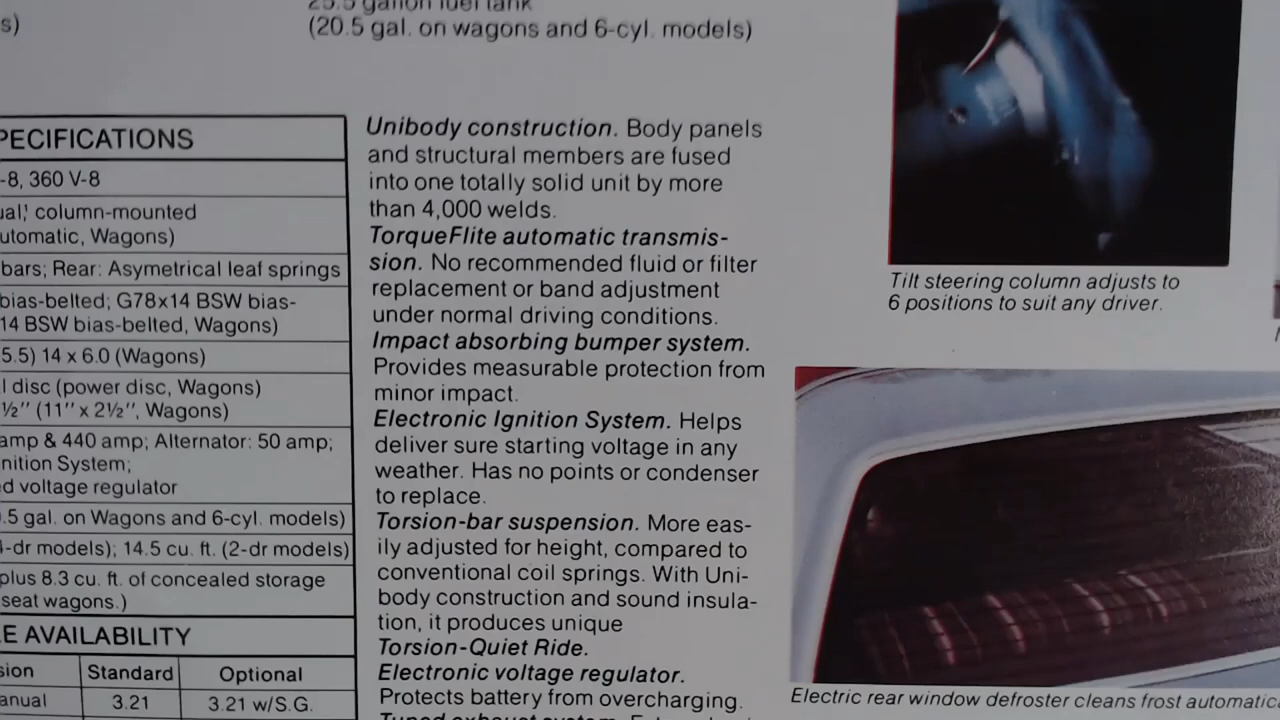 s)
25.5 gallon fuel tank
(20.5 gal. on wagons and 6-cyl. models)
PECIFICATIONS
-8, 360 V-8
ual,' column-mounted
utomatic, Wagons)
bars; Rear: Asymetrical leaf springs
bias-belted; G78x14 BSW bias-
14 BSW bias-belted, Wagons)
5.5) 14 x 6.0 (Wagons)
l disc (power disc, Wagons)
½" (11" x 2½", Wagons)
amp & 440 amp; Alternator: 50 amp;
nition System;
d voltage regulator
.5 gal. on Wagons and 6-cyl. models)
-dr models); 14.5 cu. ft. (2-dr models)
plus 8.3 cu. ft. of concealed storage
seat wagons.)
E AVAILABILITY
sion Standard Optional
anual 3.21 3.21 w/S.G.
Unibody construction. Body panels
and structural members are fused
into one totally solid unit by more
than 4,000 welds.
TorqueFlite automatic transmis-
sion. No recommended fluid or filter
replacement or band adjustment
under normal driving conditions.
Impact absorbing bumper system.
Provides measurable protection from
minor impact.
Electronic Ignition System. Helps
deliver sure starting voltage in any
weather. Has no points or condenser
to replace.
Torsion-bar suspension. More eas-
ily adjusted for height, compared to
conventional coil springs. With Uni-
body construction and sound insula-
tion, it produces unique
Torsion-Quiet Ride.
Electronic voltage regulator.
Protects battery from overcharging.
Tuned exhaust system.
Tilt steering column adjusts to
6 positions to suit any driver.
Electric rear window defroster cleans frost automatica